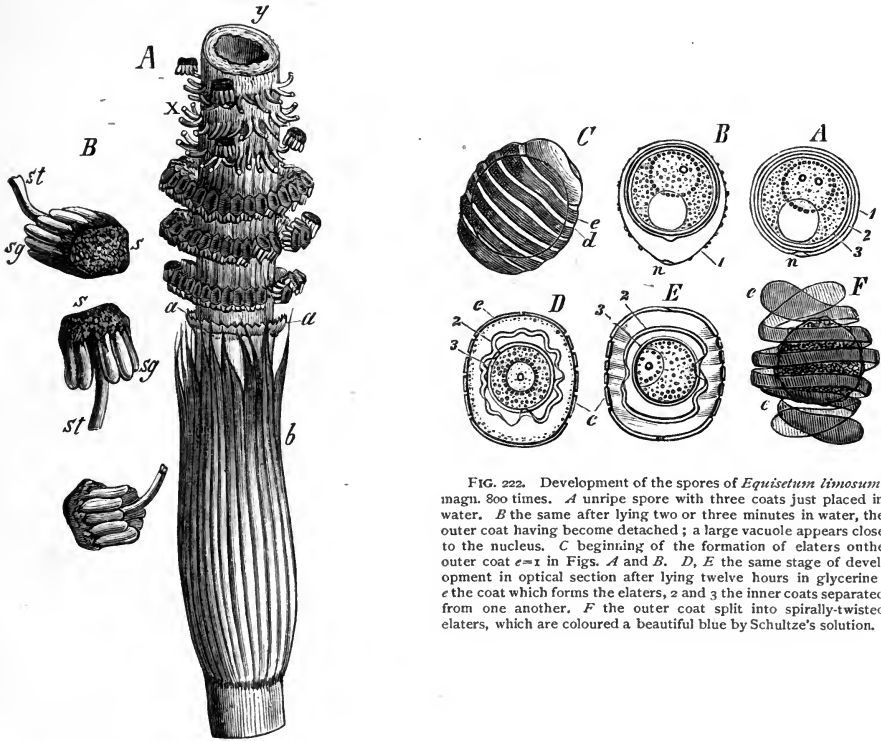 y
A
x
B
st
sg
s
s
sg
st
a
a
b
C
e
d
B
n
1
A
1
2
3
n
D
e
2
3
E
3
2
c
F
e
e
FIG. 222. Development of the spores of Equisetum limosum
magn. 800 times. A unripe spore with three coats just placed in
water. B the same after lying two or three minutes in water, the
outer coat having become detached ; a large vacuole appears close
to the nucleus. C beginning of the formation of elaters onthe
outer coat e=1 in Figs. A and B. D, E the same stage of devel
opment in optical section after lying twelve hours in glycerine
e the coat which forms the elaters, 2 and 3 the inner coats separated
from one another. F the outer coat split into spirally-twisted
elaters, which are coloured a beautiful blue by Schultze's solution.